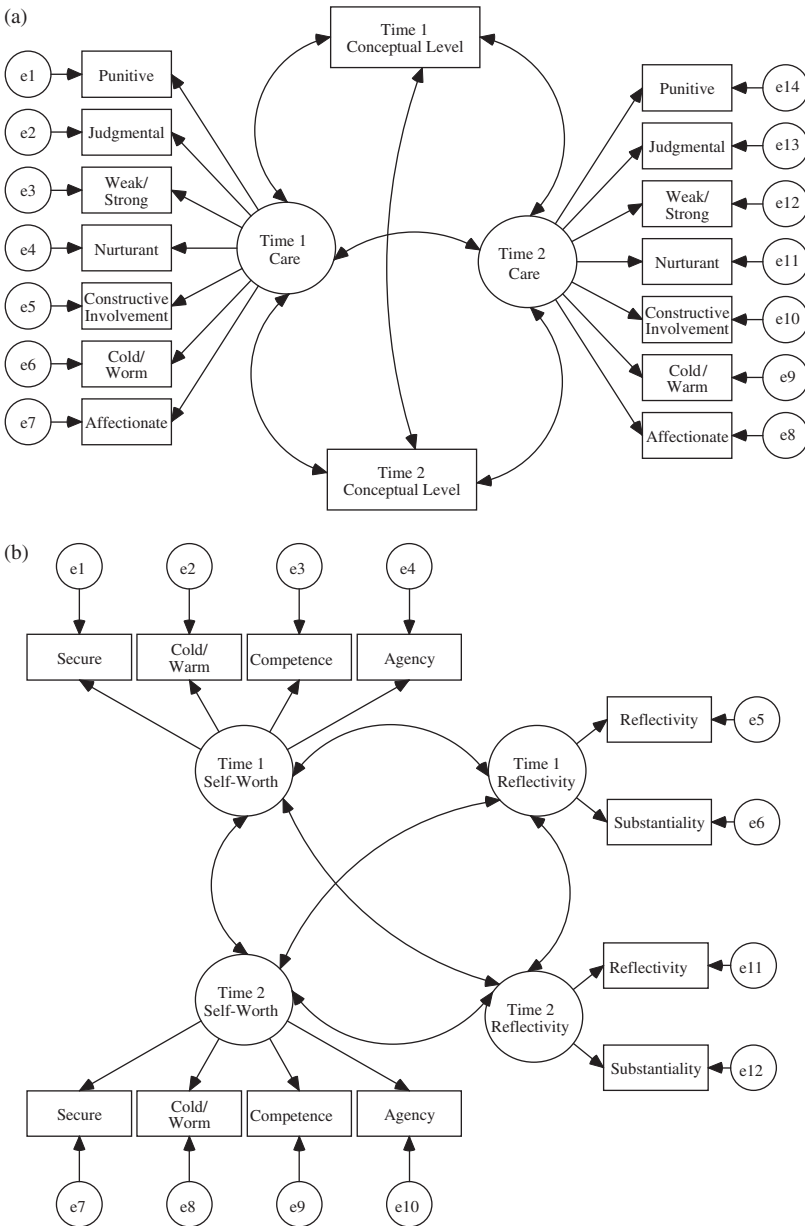 (a)
Time 1
Conceptual Level
e1
Punitive
e2
Judgmental
e3
Weak/
Strong
e4
Nurturant
e5
Constructive
Involvement
e6
Cold/
Worm
e7
Affectionate
Time 1
Care
Time 2
Care
Punitive
e14
Judgmental
e13
Weak/
Strong
e12
Nurturant
e11
Constructive
Involvement
e10
Cold/
Warm
e9
Affectionate
e8
Time 2
Conceptual Level
(b)
e1
e2
e3
e4
Secure
Cold/
Warm
Competence
Agency
Time 1
Self-Worth
Time 1
Reflectivity
Reflectivity
e5
Substantiality
e6
Time 2
Self-Worth
Time 2
Reflectivity
Reflectivity
e11
Substantiality
e12
Secure
Cold/
Worm
Competence
Agency
e7
e8
e9
e10